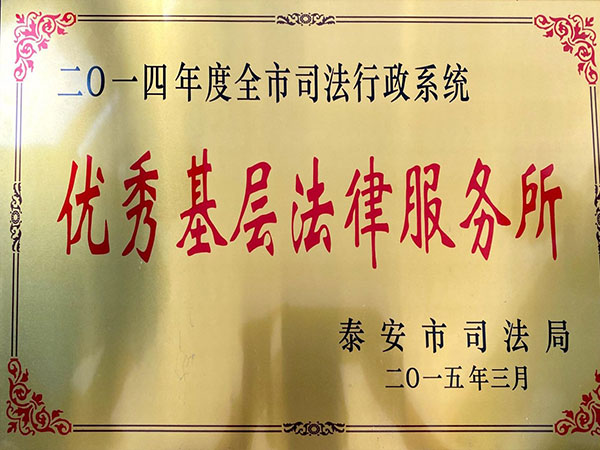 二〇一四年度全市司法行政系统
优秀基层法律服务所
泰安市司法局
二〇一五年三月